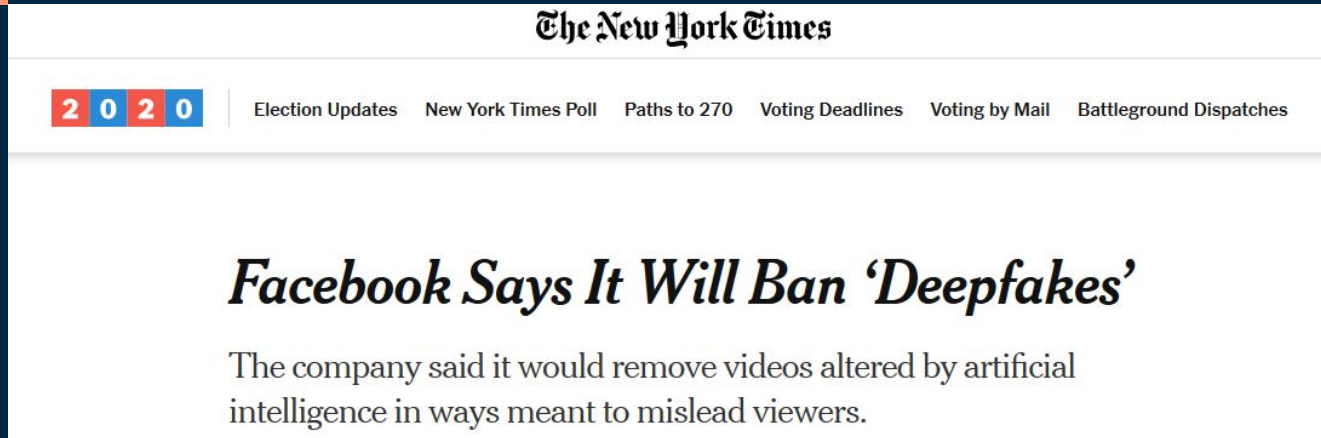 The New York Times
2020 Election Updates New York Times Poll Paths to 270 Voting Deadlines Voting by Mail Battleground Dispatches
Facebook Says It Will Ban ‘Deepfakes’
The company said it would remove videos altered by artificial
intelligence in ways meant to mislead viewers.